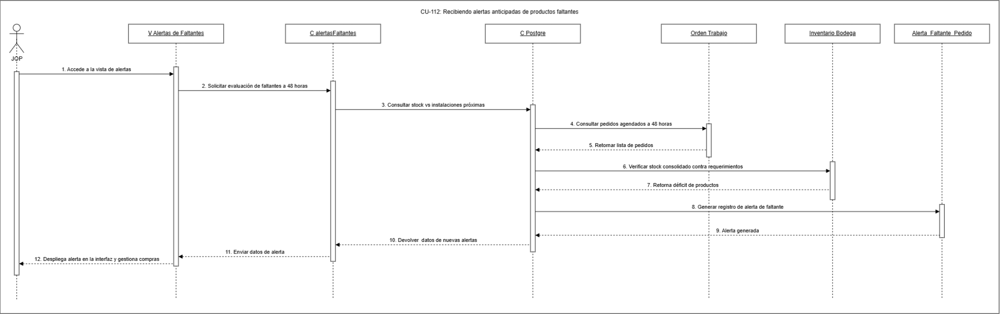 CU-112: Recibiendo alertas anticipadas de productos faltantes
V Alertas de Faltantes
C alertasFaltantes
C Postgre
Orden Trabajo
Inventario Bodega
Alerta_Faltante_Pedido
JOP
1. Accede a la vista de alertas
2. Solicitar evaluación de faltantes a 48 horas
3. Consultar stock vs instalaciones próximas
4. Consultar pedidos agendados a 48 horas
5. Retornar lista de pedidos
6. Verificar stock consolidado contra requerimientos
7. Retorna déficit de productos
8. Generar registro de alerta de faltante
9. Alerta generada
10. Devolver datos de nuevas alertas
11. Enviar datos de alerta
12. Despliega alerta en la interfaz y gestiona compras